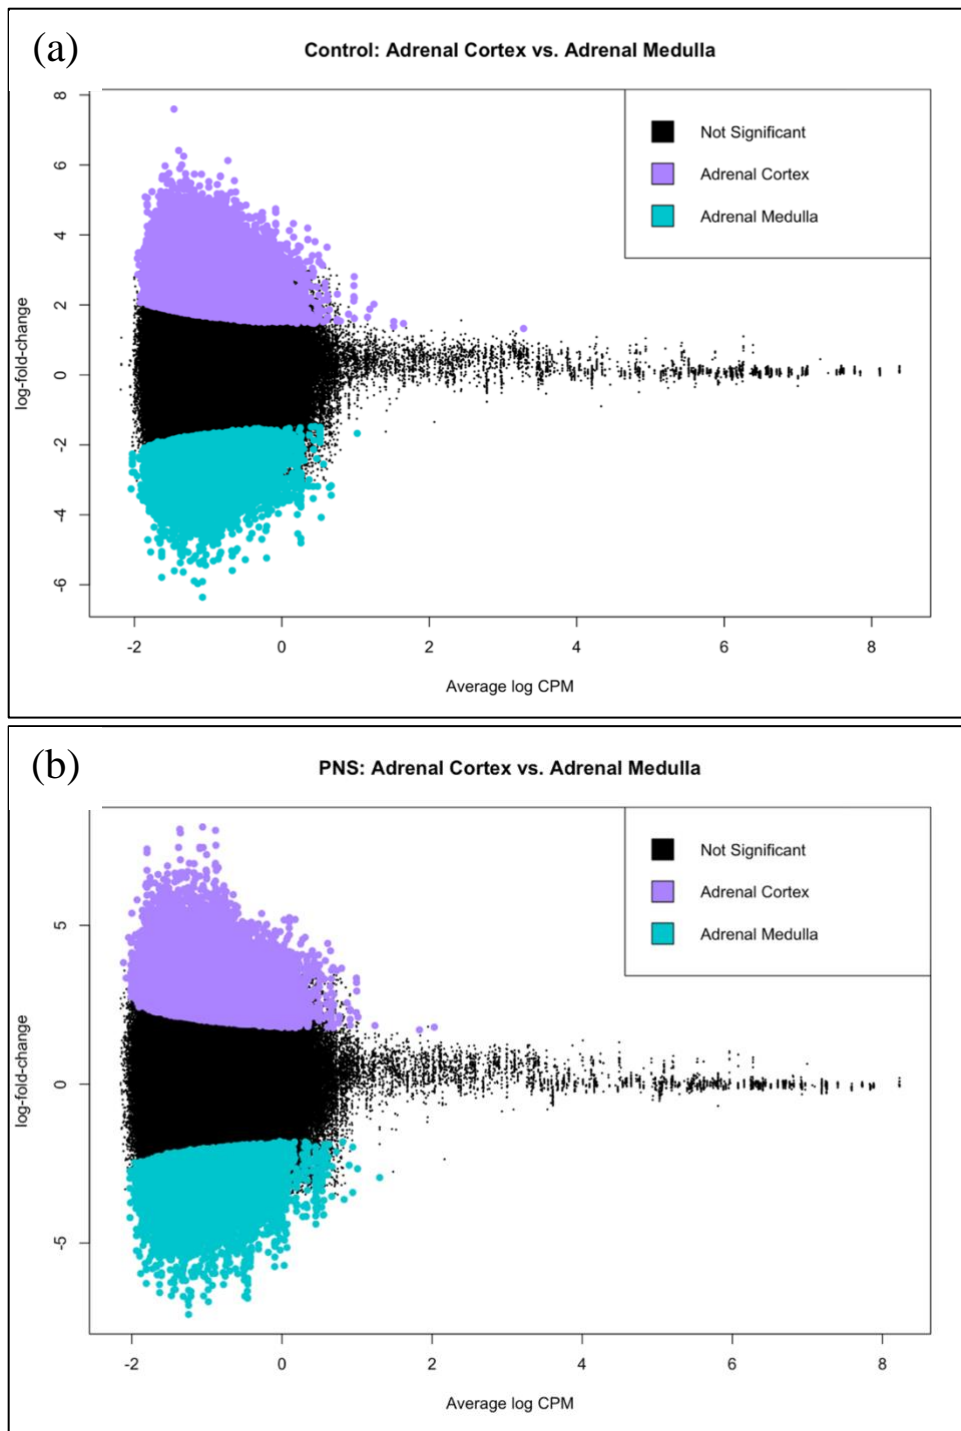 (a)
Control: Adrenal Cortex vs. Adrenal Medulla
Not Significant
Adrenal Cortex
Adrenal Medulla
log-fold-change
8
6
4
2
0
-2
-4
-6
-2 0 2 4 6 8
Average log CPM
(b)
PNS: Adrenal Cortex vs. Adrenal Medulla
Not Significant
Adrenal Cortex
Adrenal Medulla
log-fold-change
5
0
-5
-2 0 2 4 6 8
Average log CPM